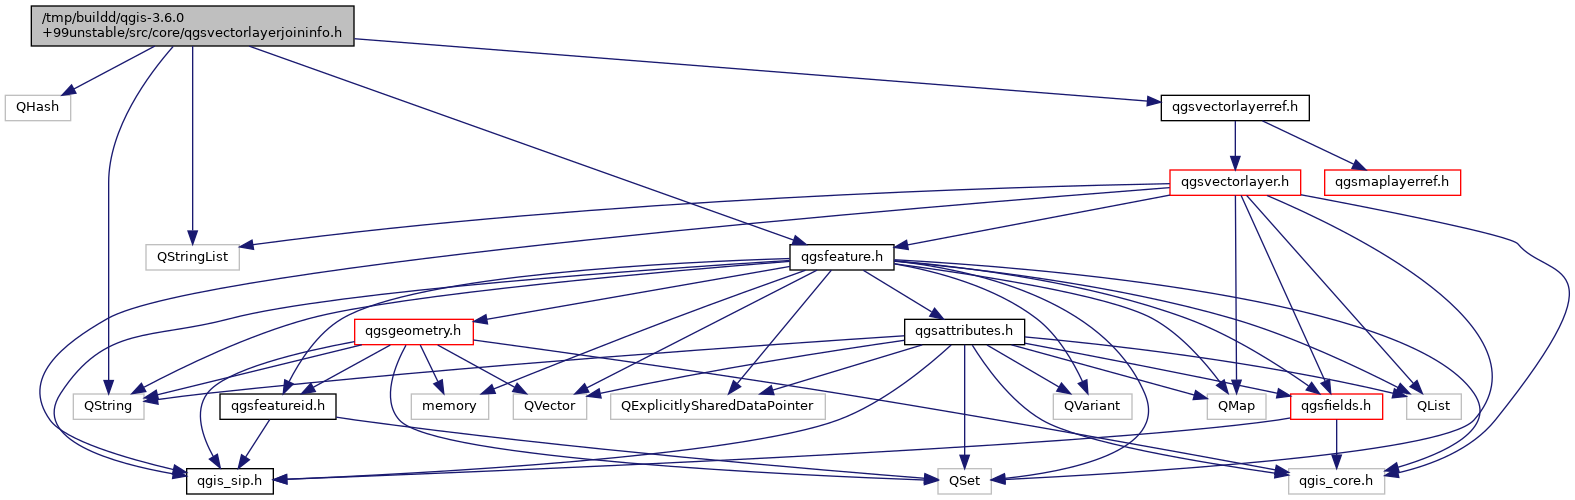 /tmp/buildd/qgis-3.6.0
+99unstable/src/core/qgsvectorlayerjoininfo.h
QHash
qgsvectorlayerref.h
qgsvectorlayer.h
qgsmaplayerref.h
QStringList
qgsfeature.h
qgsgeometry.h
qgsattributes.h
QString
qgsfeatureid.h
memory
QVector
QExplicitlySharedDataPointer
QVariant
QMap
qgsfields.h
QList
qgis_sip.h
QSet
qgis_core.h